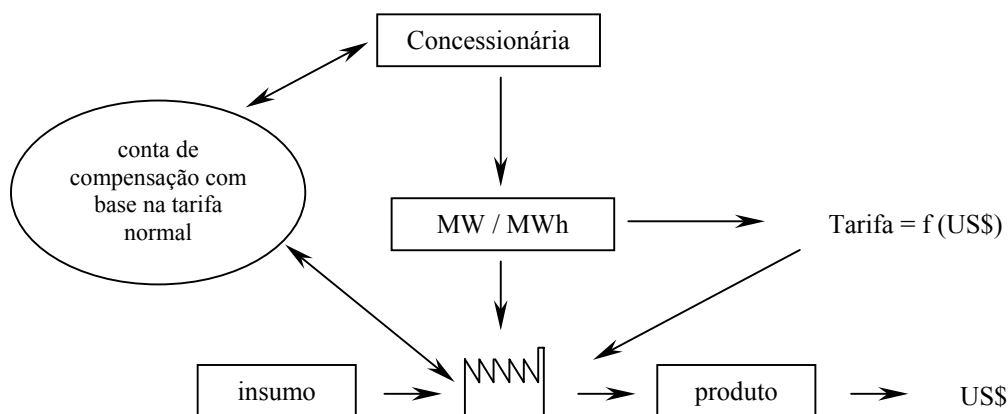 Concessionária
conta de
compensação com
base na tarifa
normal
MW / MWh
Tarifa = f (US$)
insumo
produto
US$